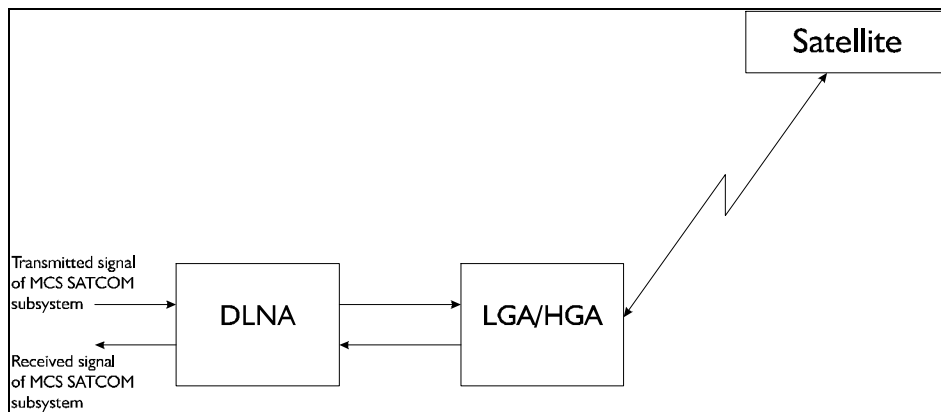 Satellite
Transmitted signal
of MCS SATCOM
subsystem
DLNA
LGA/HGA
Received signal
of MCS SATCOM
subsystem